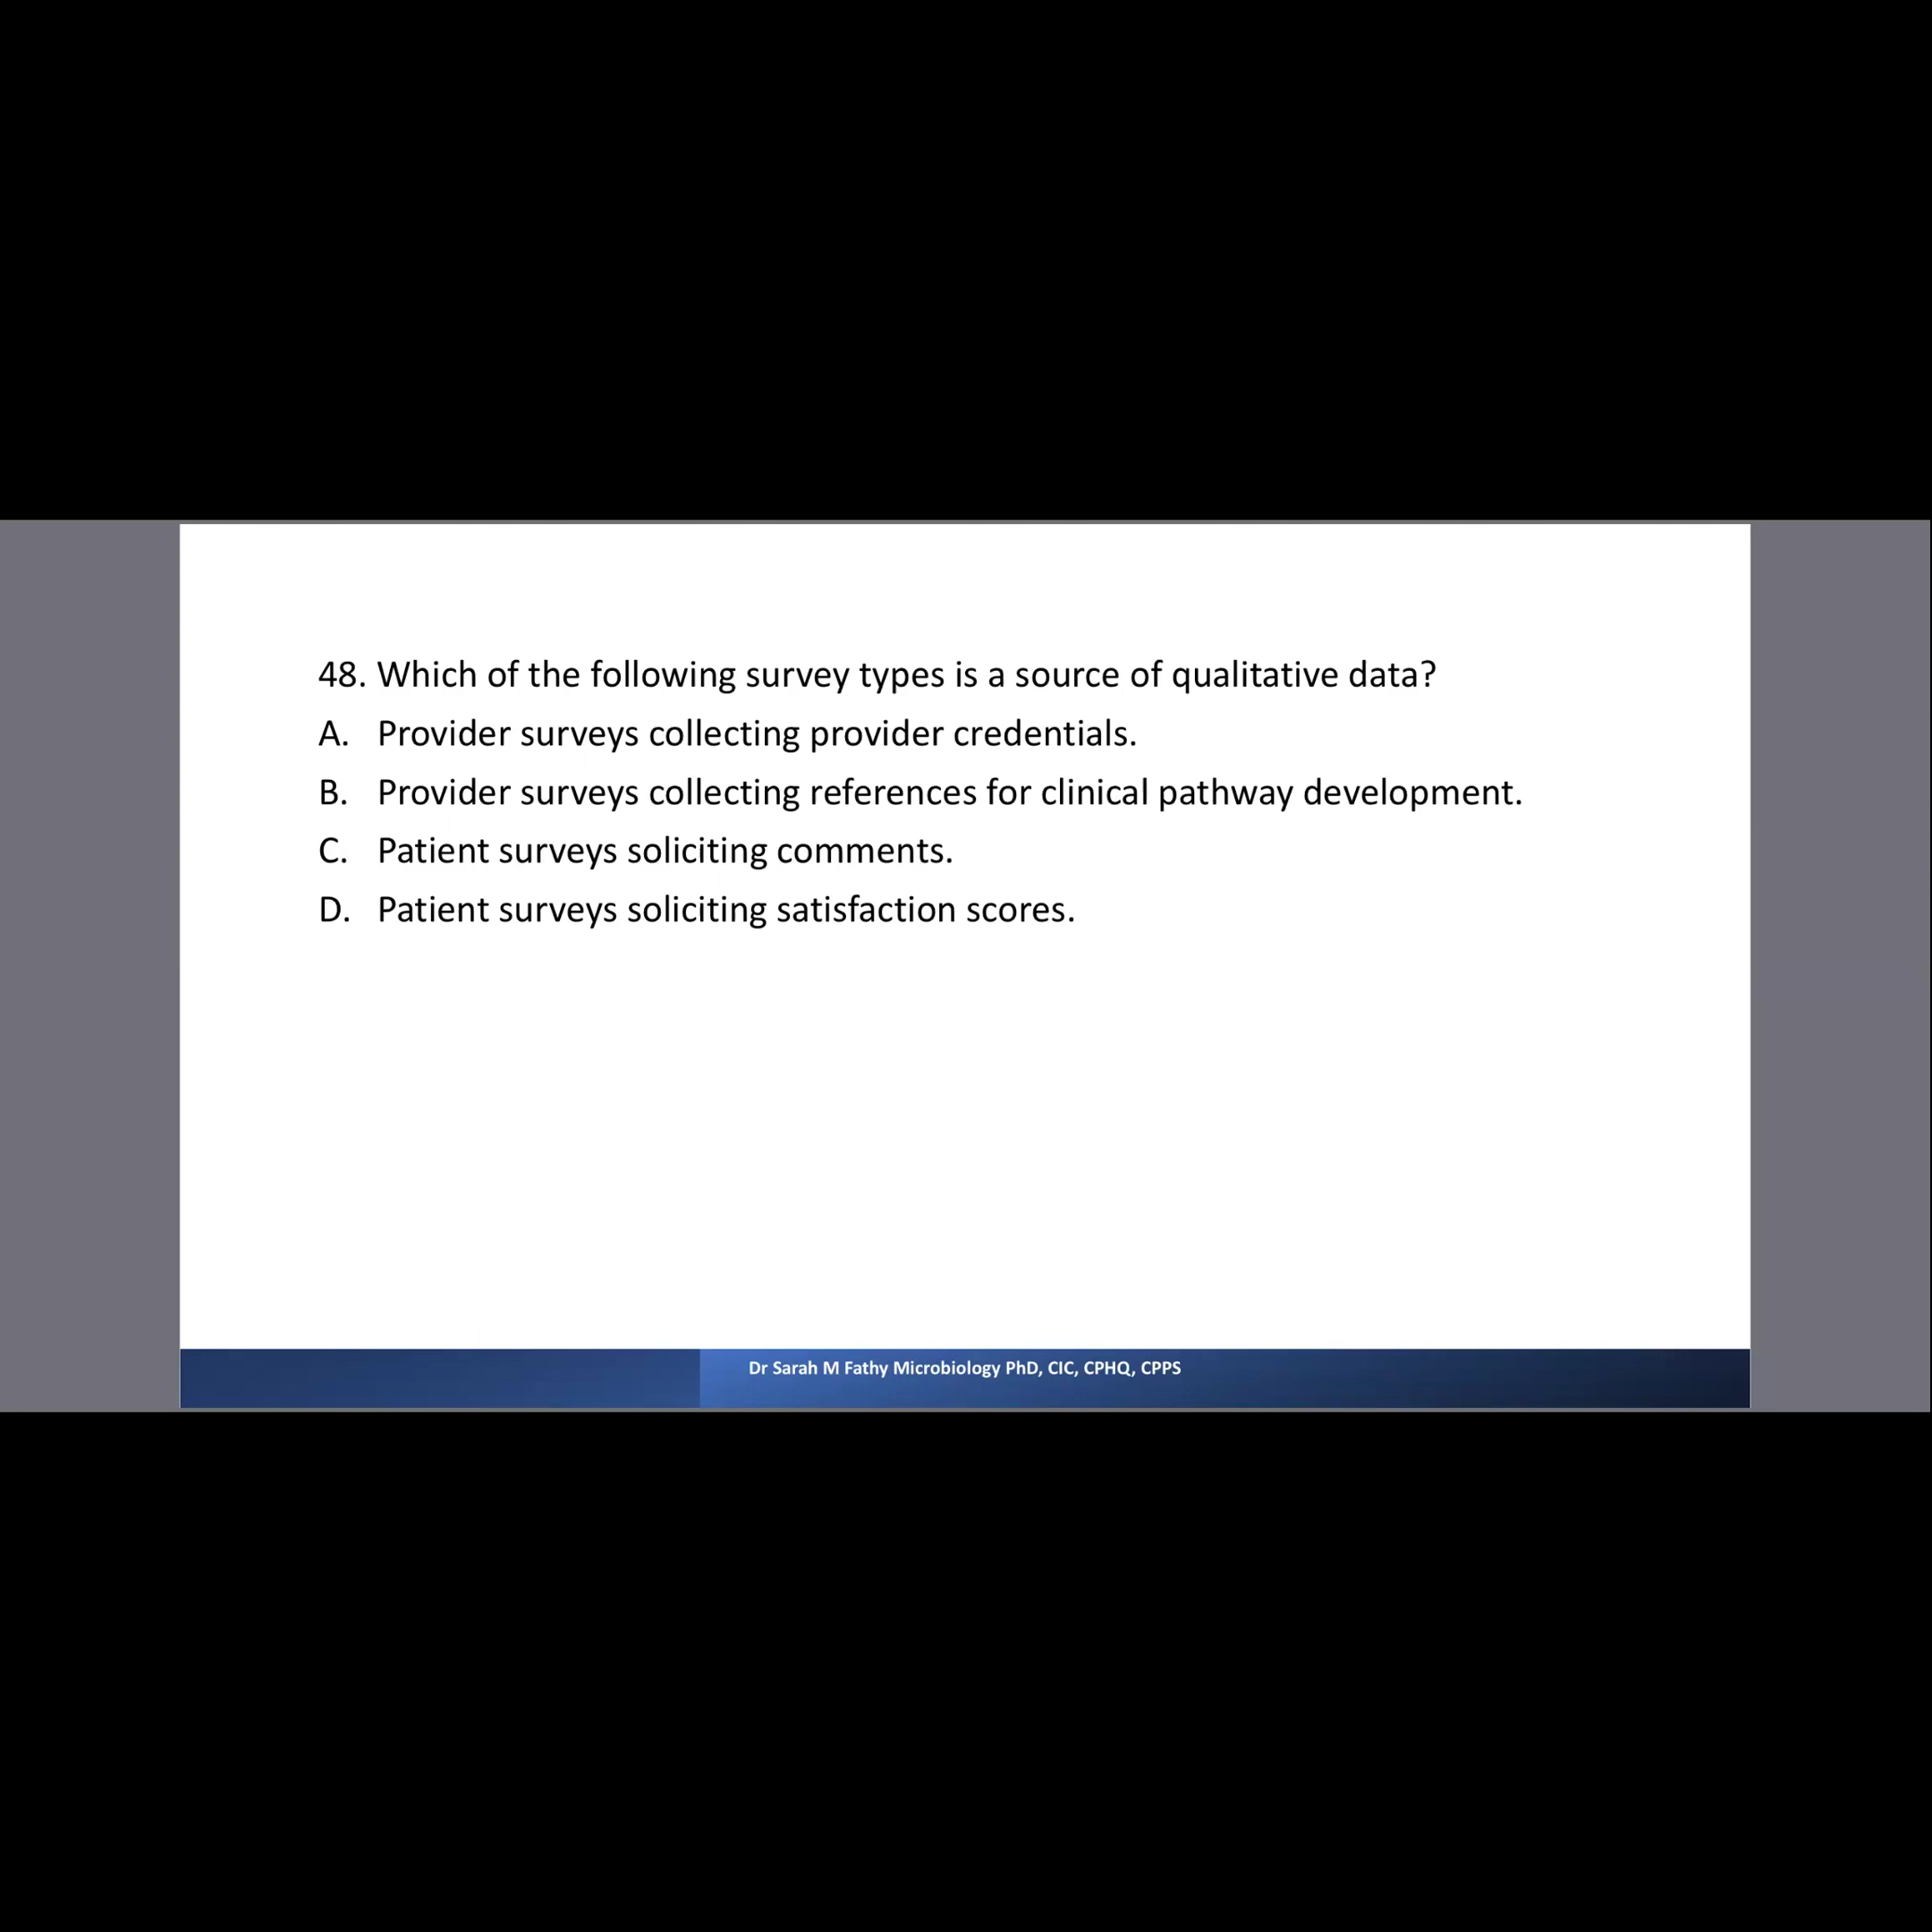 48. Which of the following survey types is a source of qualitative data?
A. Provider surveys collecting provider credentials.
B. Provider surveys collecting references for clinical pathway development.
C. Patient surveys soliciting comments.
D. Patient surveys soliciting satisfaction scores.
Dr Sarah M Fathy Microbiology PhD, CIC, CPHQ, CPPS